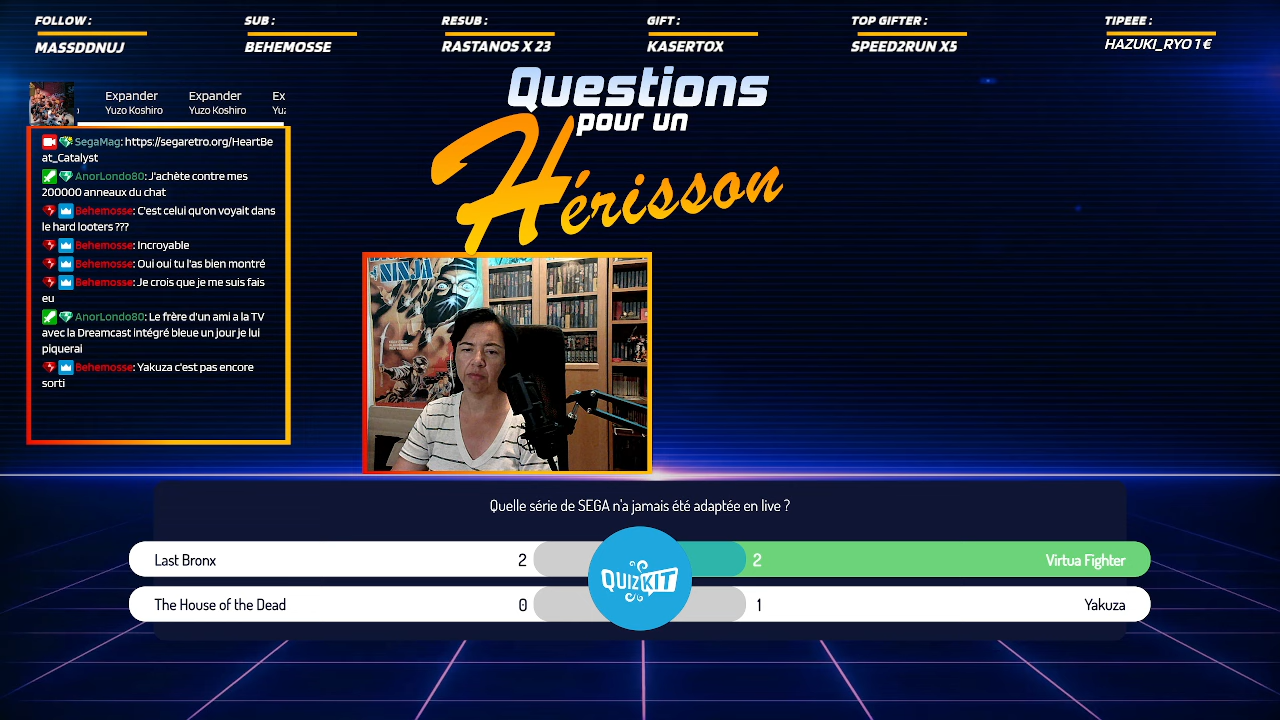 FOLLOW :
MASSDDNUJ
SUB :
BEHEMOSSE
RESUB :
RASTANOS X 23
GIFT :
KASERTOX
TOP GIFTER :
SPEED2RUN X5
TIPEEE :
HAZUKI_RYO 1 €
Expander Expander Ex
Yuzo Koshiro Yuzo Koshiro Yuz
SegaMag: https://segaretro.org/HeartBe
at_Catalyst
AnorLondo80: J'achète contre mes
200000 anneaux du chat
Behemosse: C'est celui qu'on voyait dans
le hard looters ???
Behemosse: Incroyable
Behemosse: Oui oui tu l'as bien montré
Behemosse: Je crois que je me suis fais
eu
AnorLondo80: Le frère d'un ami a la TV
avec la Dreamcast intégré bleue un jour je lui
piquerai
Behemosse: Yakuza c'est pas encore
sorti
Questions
pour un
Hérisson
NINJA
Quelle série de SEGA n'a jamais été adaptée en live ?
Last Bronx 2
2 Virtua Fighter
The House of the Dead 0
1 Yakuza
QUIZKIT